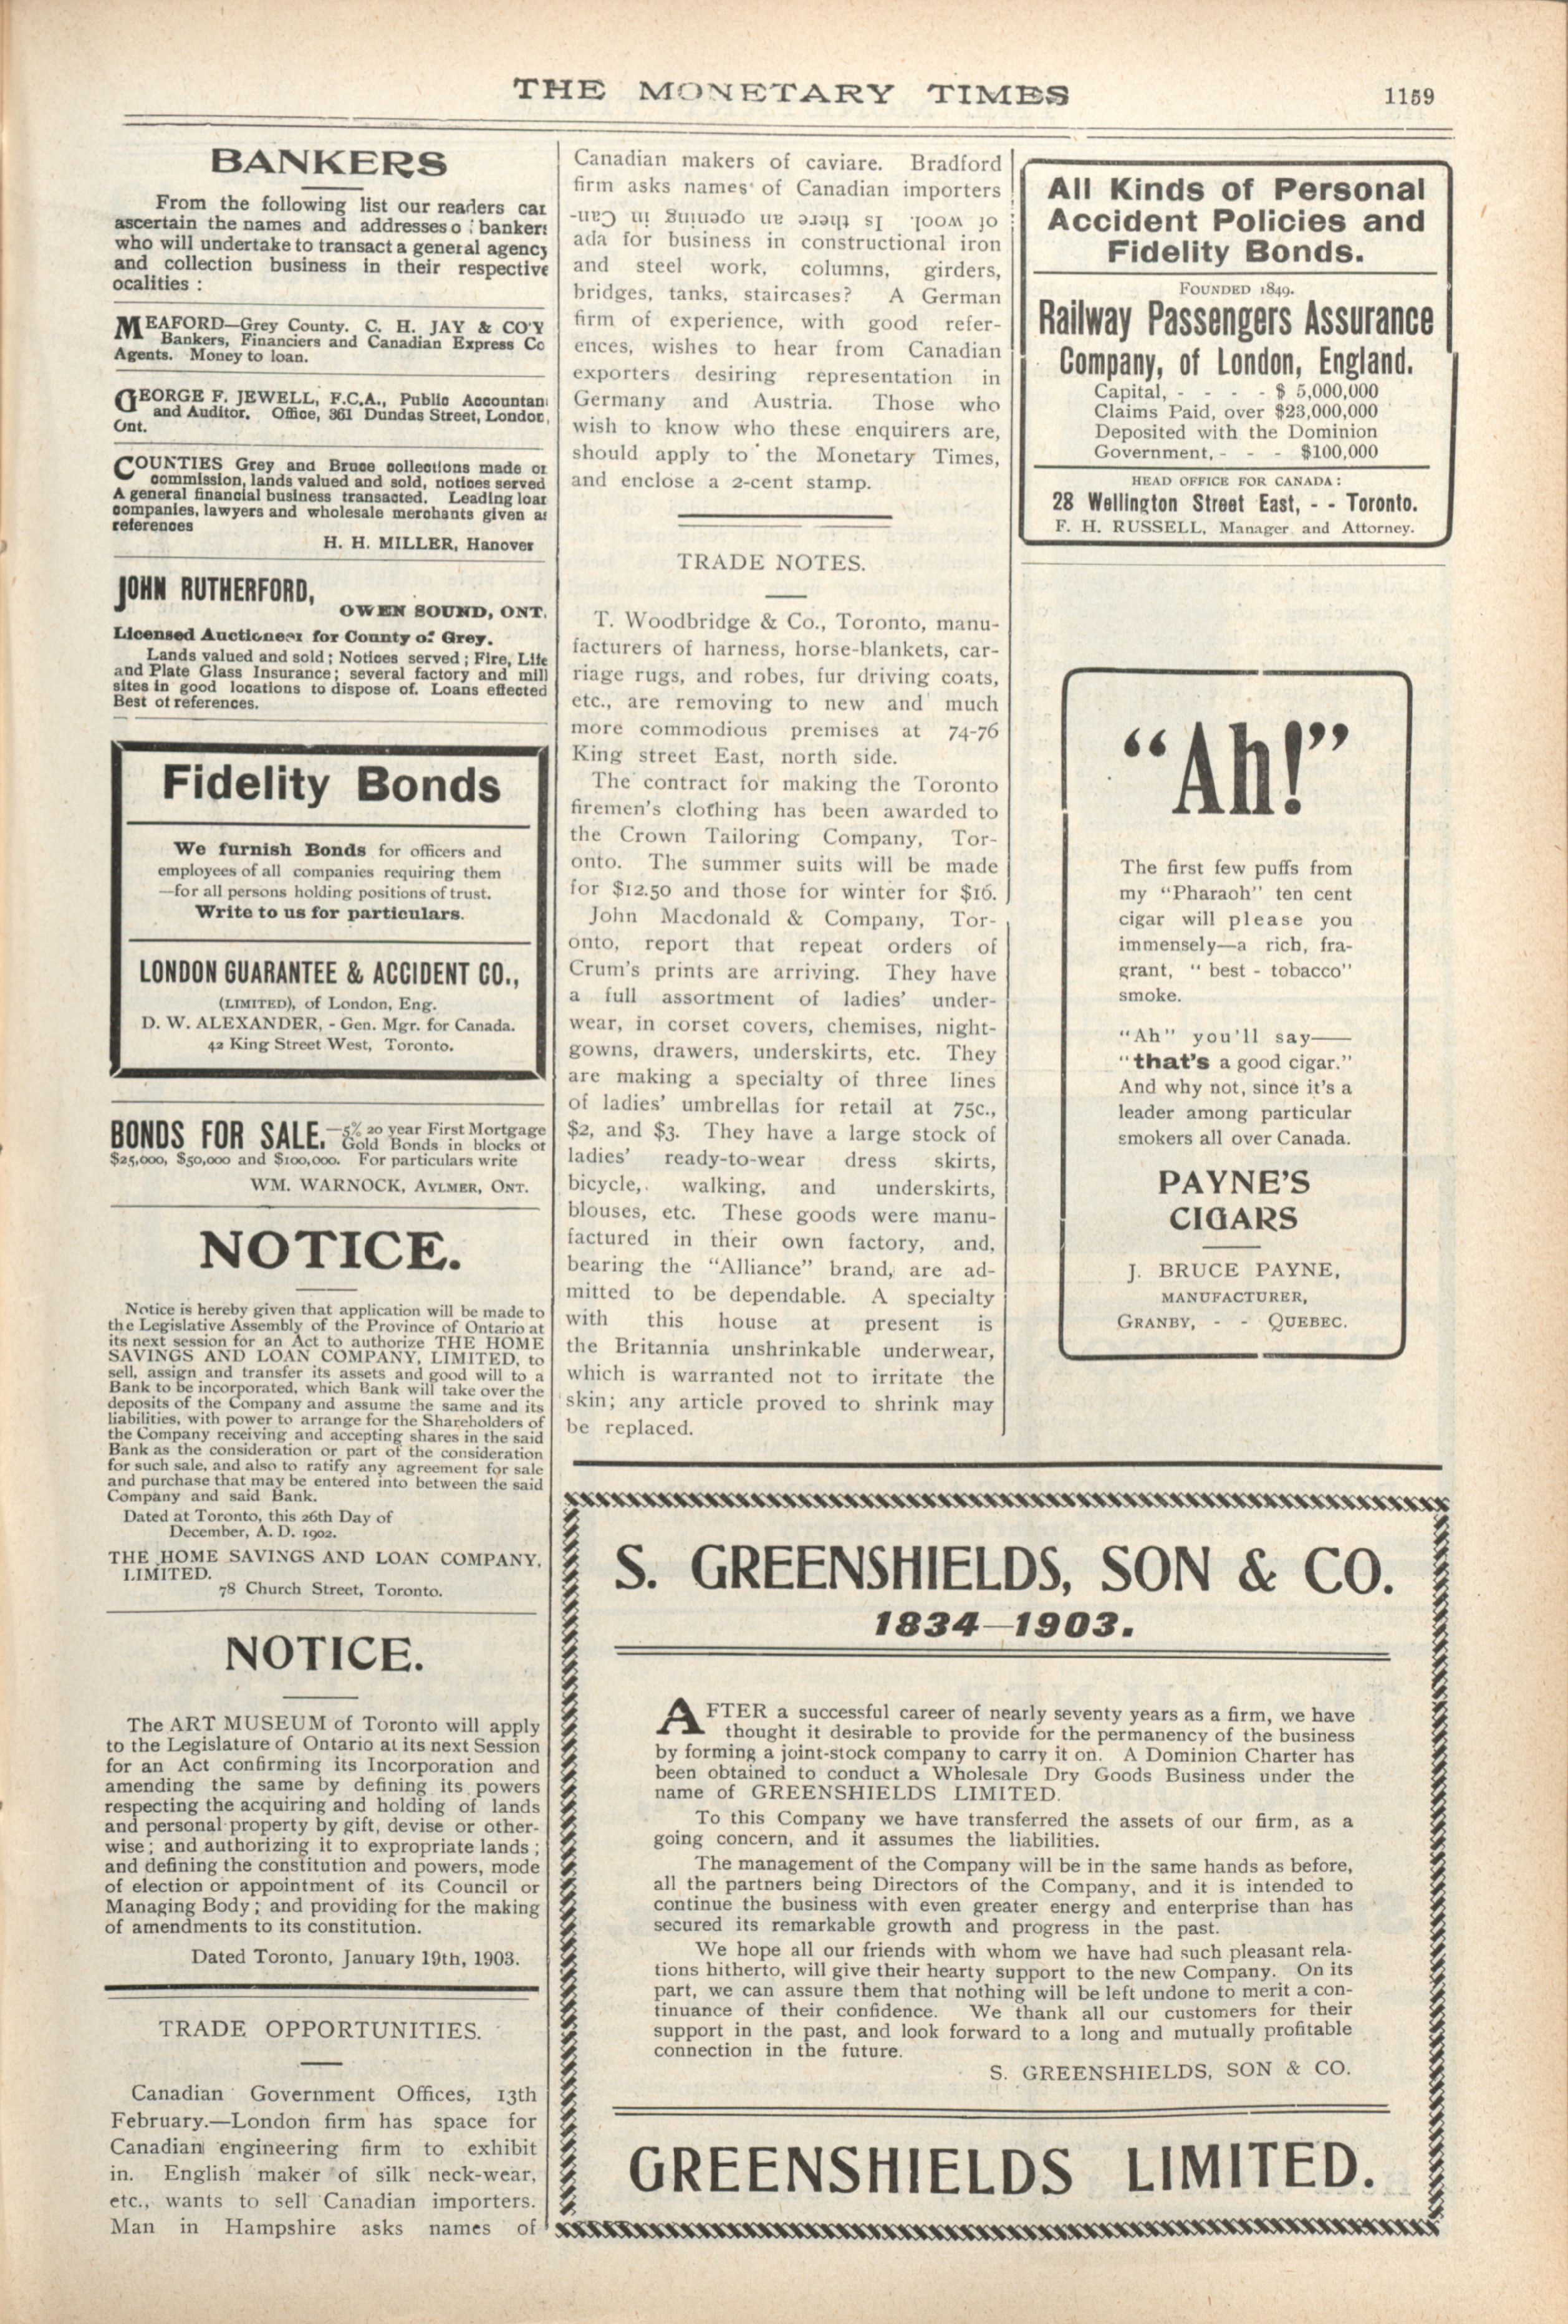 THE MONETARY TIMES
1159
BANKERS
From the following list our readers car
ascertain the names and addresses o : bankers
who will undertake to transact a general agency
and collection business in their respective
ocalities :
MEAFORD—Grey County. C. H. JAY & CO'Y
Bankers, Financiers and Canadian Express Co
Agents. Money to loan.
GEORGE F. JEWELL, F.C.A., Public Accountan
and Auditor. Office, 361 Dundas Street, London,
Ont.
COUNTIES Grey and Bruce collections made or
commission, lands valued and sold, notices served
A general financial business transacted. Leading loar
companies, lawyers and wholesale merchants given as
references
H. H. MILLER, Hanover
JOHN RUTHERFORD,
OWEN SOUND, ONT.
Licensed Auctioneer for County of Grey.
Lands valued and sold; Notices served; Fire, Life
and Plate Glass Insurance; several factory and mill
sites in good locations to dispose of. Loans effected
Best of references.
Fidelity Bonds
We furnish Bonds for officers and
employees of all companies requiring them
—for all persons holding positions of trust.
Write to us for particulars.
LONDON GUARANTEE & ACCIDENT CO.,
(LIMITED), of London, Eng.
D. W. ALEXANDER, - Gen. Mgr. for Canada.
42 King Street West, Toronto.
BONDS FOR SALE.—5% 20 year First Mortgage
Gold Bonds in blocks of
$25,000, $50,000 and $100,000. For particulars write
WM. WARNOCK, AYLMER, ONT.
NOTICE.
Notice is hereby given that application will be made to
the Legislative Assembly of the Province of Ontario at
its next session for an Act to authorize THE HOME
SAVINGS AND LOAN COMPANY, LIMITED, to
sell, assign and transfer its assets and good will to a
Bank to be incorporated, which Bank will take over the
deposits of the Company and assume the same and its
liabilities, with power to arrange for the Shareholders of
the Company receiving and accepting shares in the said
Bank as the consideration or part of the consideration
for such sale, and also to ratify any agreement for sale
and purchase that may be entered into between the said
Company and said Bank.
Dated at Toronto, this 26th Day of
December, A. D. 1902.
THE HOME SAVINGS AND LOAN COMPANY,
LIMITED.
78 Church Street, Toronto.
NOTICE.
The ART MUSEUM of Toronto will apply
to the Legislature of Ontario at its next Session
for an Act confirming its Incorporation and
amending the same by defining its powers
respecting the acquiring and holding of lands
and personal property by gift, devise or other-
wise; and authorizing it to expropriate lands;
and defining the constitution and powers, mode
of election or appointment of its Council or
Managing Body; and providing for the making
of amendments to its constitution.
Dated Toronto, January 19th, 1903.
TRADE OPPORTUNITIES.
Canadian Government Offices, 13th
February.—London firm has space for
Canadian engineering firm to exhibit
in. English maker of silk neck-wear,
etc., wants to sell Canadian importers.
Man in Hampshire asks names of
Canadian makers of caviare. Bradford
firm asks names of Canadian importers
of wool. Is there an opening in Can-
ada for business in constructional iron
and steel work, columns, girders,
bridges, tanks, staircases? A German
firm of experience, with good refer-
ences, wishes to hear from Canadian
exporters desiring representation in
Germany and Austria. Those who
wish to know who these enquirers are,
should apply to the Monetary Times,
and enclose a 2-cent stamp.
TRADE NOTES.
T. Woodbridge & Co., Toronto, manu-
facturers of harness, horse-blankets, car-
riage rugs, and robes, fur driving coats,
etc., are removing to new and much
more commodious premises at 74-76
King street East, north side.
The contract for making the Toronto
firemen's clothing has been awarded to
the Crown Tailoring Company, Tor-
onto. The summer suits will be made
for $12.50 and those for winter for $16.
John Macdonald & Company, Tor-
onto, report that repeat orders of
Crum's prints are arriving. They have
a full assortment of ladies' under-
wear, in corset covers, chemises, night-
gowns, drawers, underskirts, etc. They
are making a specialty of three lines
of ladies' umbrellas for retail at 75c.,
$2, and $3. They have a large stock of
ladies' ready-to-wear dress skirts,
bicycle, walking, and underskirts,
blouses, etc. These goods were manu-
factured in their own factory, and,
bearing the "Alliance" brand, are ad-
mitted to be dependable. A specialty
with this house at present is
the Britannia unshrinkable underwear,
which is warranted not to irritate the
skin; any article proved to shrink may
be replaced.
All Kinds of Personal
Accident Policies and
Fidelity Bonds.
FOUNDED 1849.
Railway Passengers Assurance
Company, of London, England.
Capital, - - - - $ 5,000,000
Claims Paid, over $23,000,000
Deposited with the Dominion
Government, - - - $100,000
HEAD OFFICE FOR CANADA:
28 Wellington Street East, - - Toronto.
F. H. RUSSELL, Manager and Attorney.
"Ah!"
The first few puffs from
my "Pharaoh" ten cent
cigar will please you
immensely—a rich, fra-
grant, "best - tobacco"
smoke.
"Ah" you'll say——
"that's a good cigar."
And why not, since it's a
leader among particular
smokers all over Canada.
PAYNE'S
CIGARS
J. BRUCE PAYNE,
MANUFACTURER,
GRANBY, - - QUEBEC.
S. GREENSHIELDS, SON & CO.
1834—1903.
AFTER a successful career of nearly seventy years as a firm, we have
thought it desirable to provide for the permanency of the business
by forming a joint-stock company to carry it on. A Dominion Charter has
been obtained to conduct a Wholesale Dry Goods Business under the
name of GREENSHIELDS LIMITED.
To this Company we have transferred the assets of our firm, as a
going concern, and it assumes the liabilities.
The management of the Company will be in the same hands as before,
all the partners being Directors of the Company, and it is intended to
continue the business with even greater energy and enterprise than has
secured its remarkable growth and progress in the past.
We hope all our friends with whom we have had such pleasant rela-
tions hitherto, will give their hearty support to the new Company. On its
part, we can assure them that nothing will be left undone to merit a con-
tinuance of their confidence. We thank all our customers for their
support in the past, and look forward to a long and mutually profitable
connection in the future.
S. GREENSHIELDS, SON & CO.
GREENSHIELDS LIMITED.